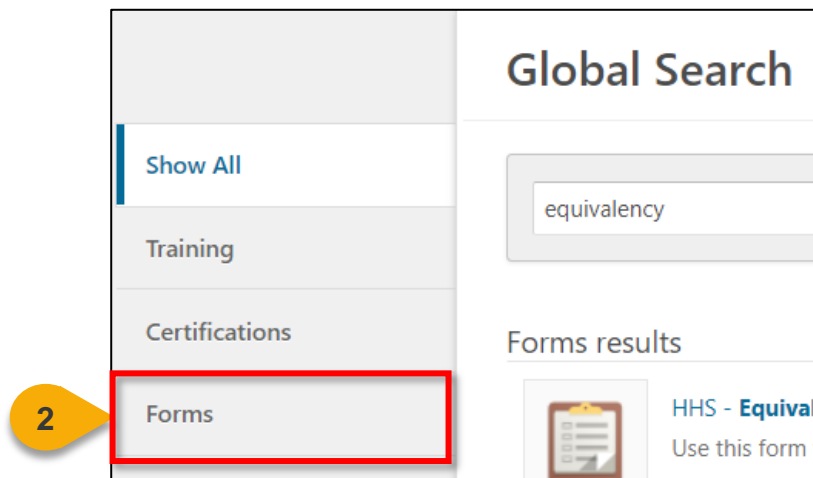 Global Search
Show All
equivalency
Training
Certifications
Forms results
2
Forms
HHS -
Use this form